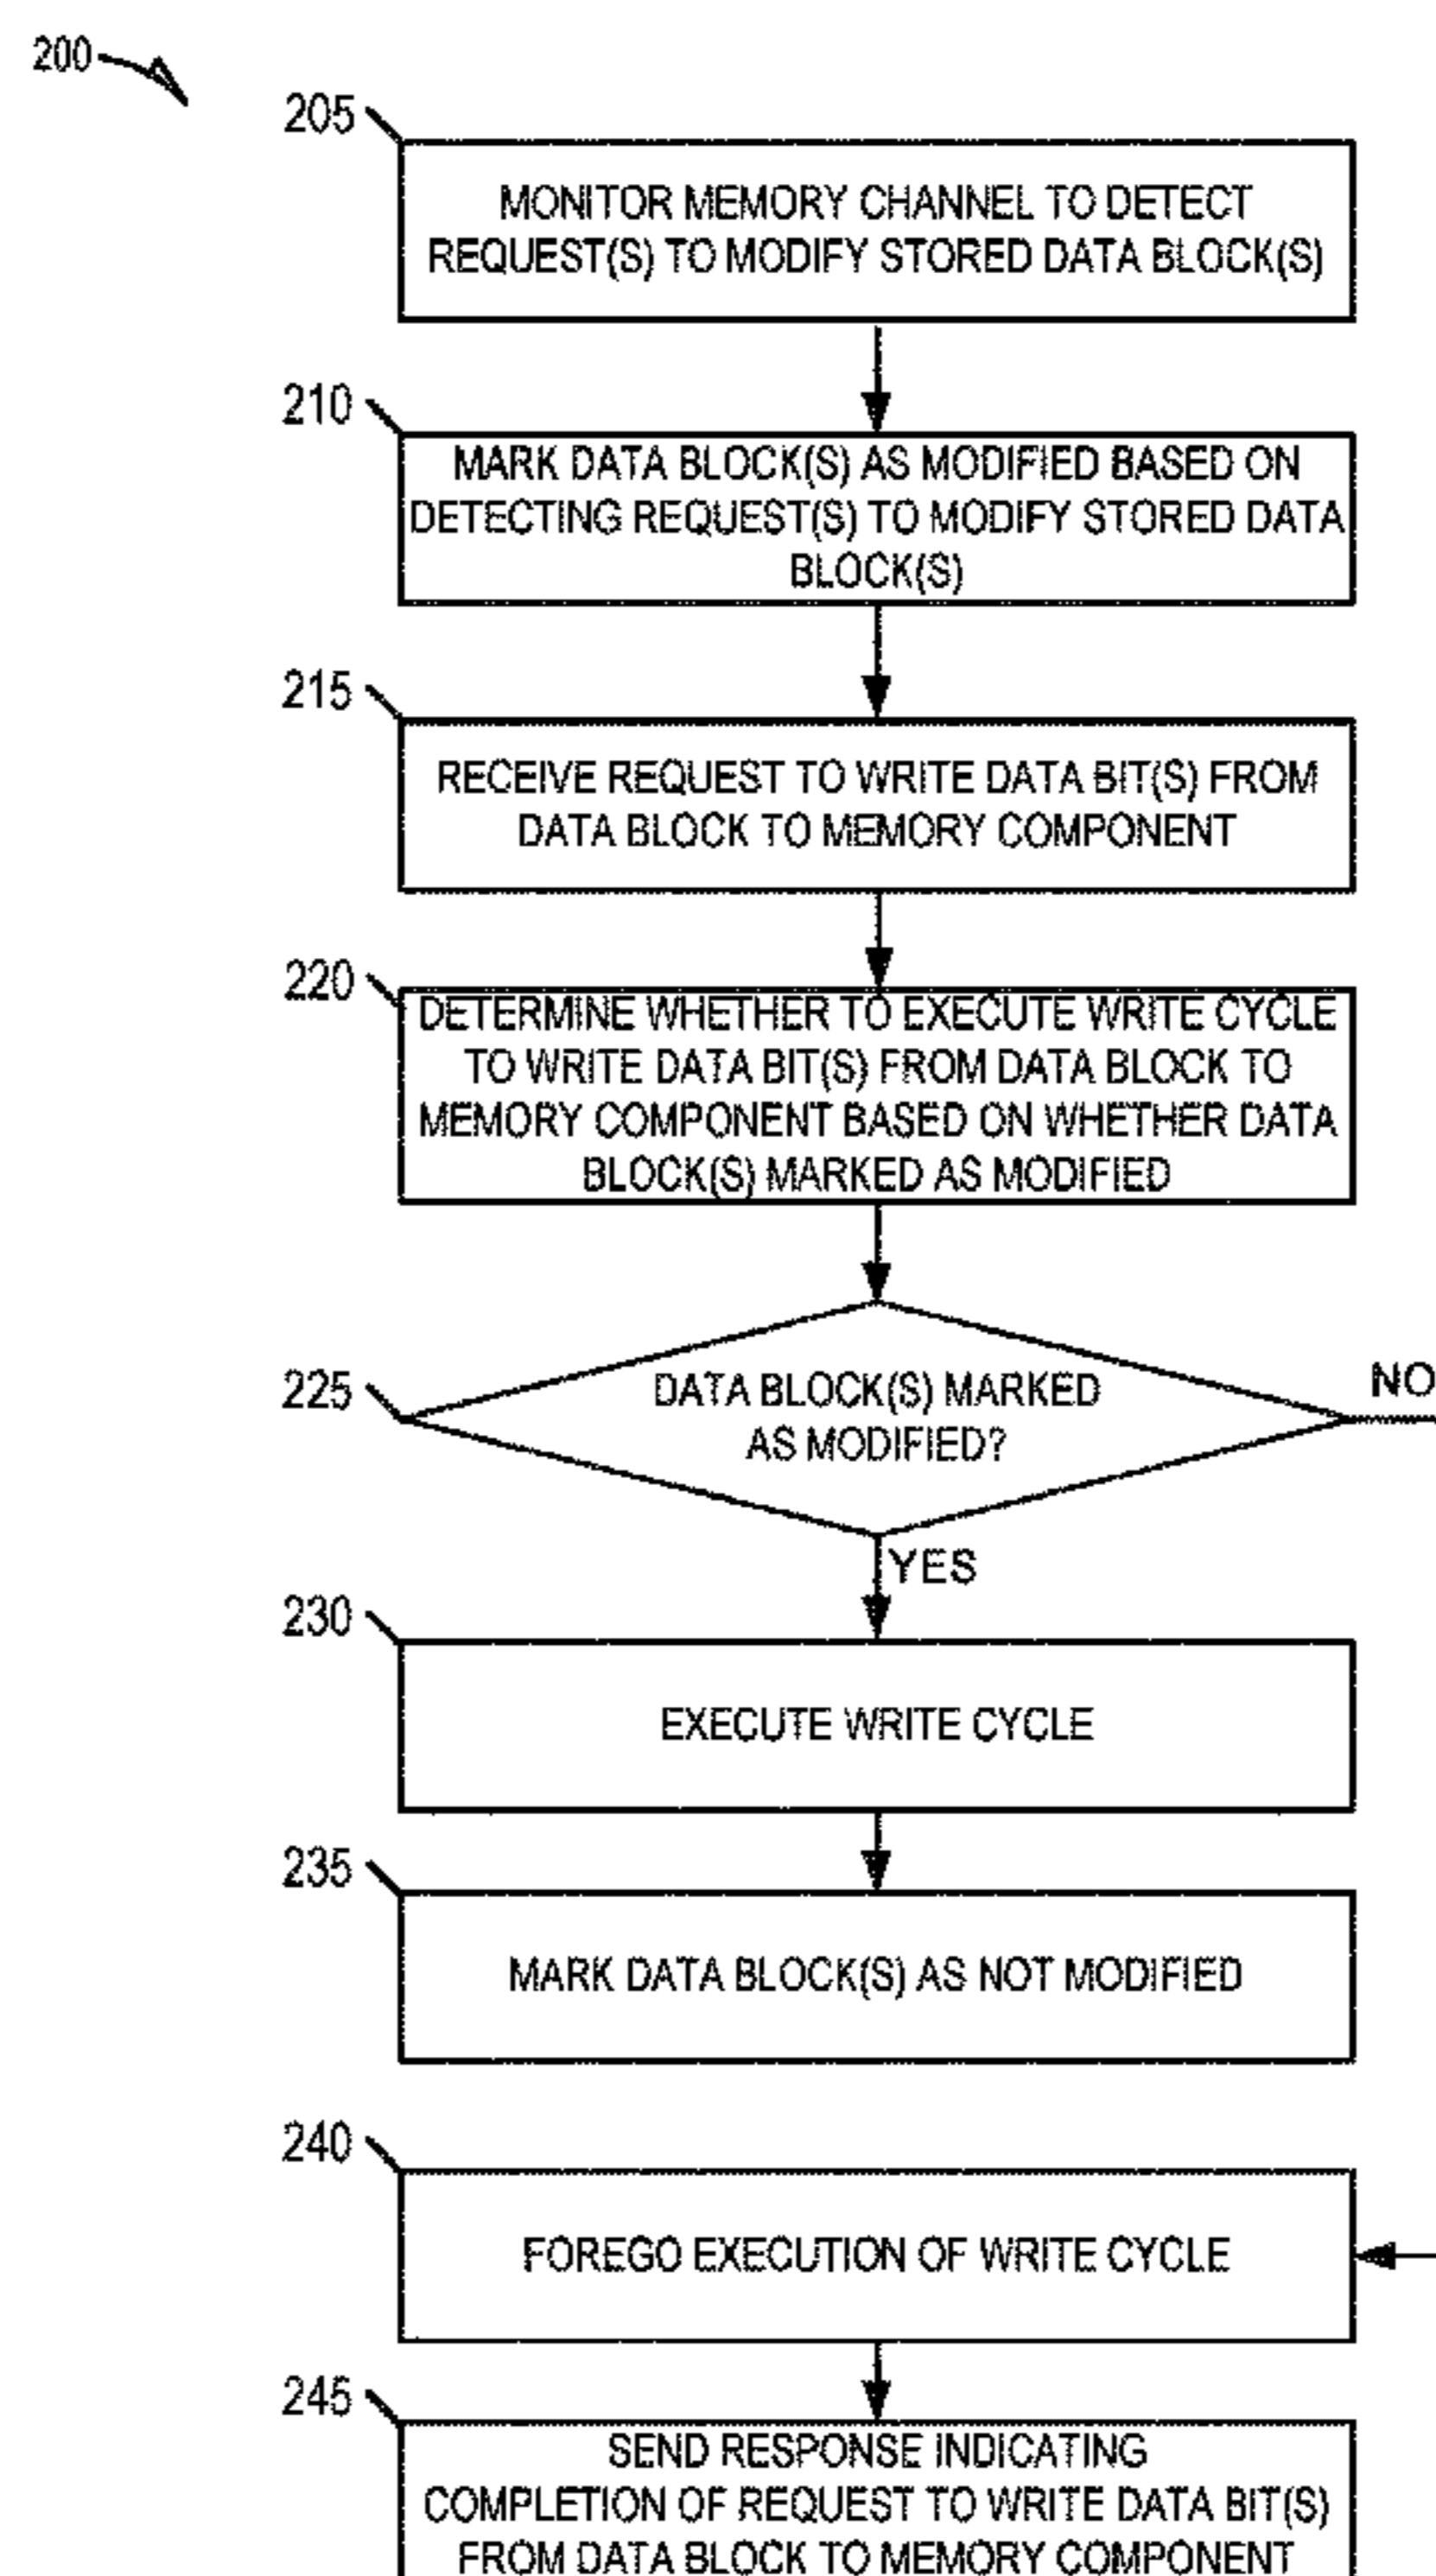 200
205
MONITOR MEMORY CHANNEL TO DETECT
REQUEST(S) TO MODIFY STORED DATA BLOCK(S)
210
MARK DATA BLOCK(S) AS MODIFIED BASED ON
DETECTING REQUEST(S) TO MODIFY STORED DATA
BLOCK(S)
215
RECEIVE REQUEST TO WRITE DATA BIT(S) FROM
DATA BLOCK TO MEMORY COMPONENT
220
DETERMINE WHETHER TO EXECUTE WRITE CYCLE
TO WRITE DATA BIT(S) FROM DATA BLOCK TO
MEMORY COMPONENT BASED ON WHETHER DATA
BLOCK(S) MARKED AS MODIFIED
225
DATA BLOCK(S) MARKED
AS MODIFIED?
NO
YES
230
EXECUTE WRITE CYCLE
235
MARK DATA BLOCK(S) AS NOT MODIFIED
240
FOREGO EXECUTION OF WRITE CYCLE
245
SEND RESPONSE INDICATING
COMPLETION OF REQUEST TO WRITE DATA BIT(S)
FROM DATA BLOCK TO MEMORY COMPONENT